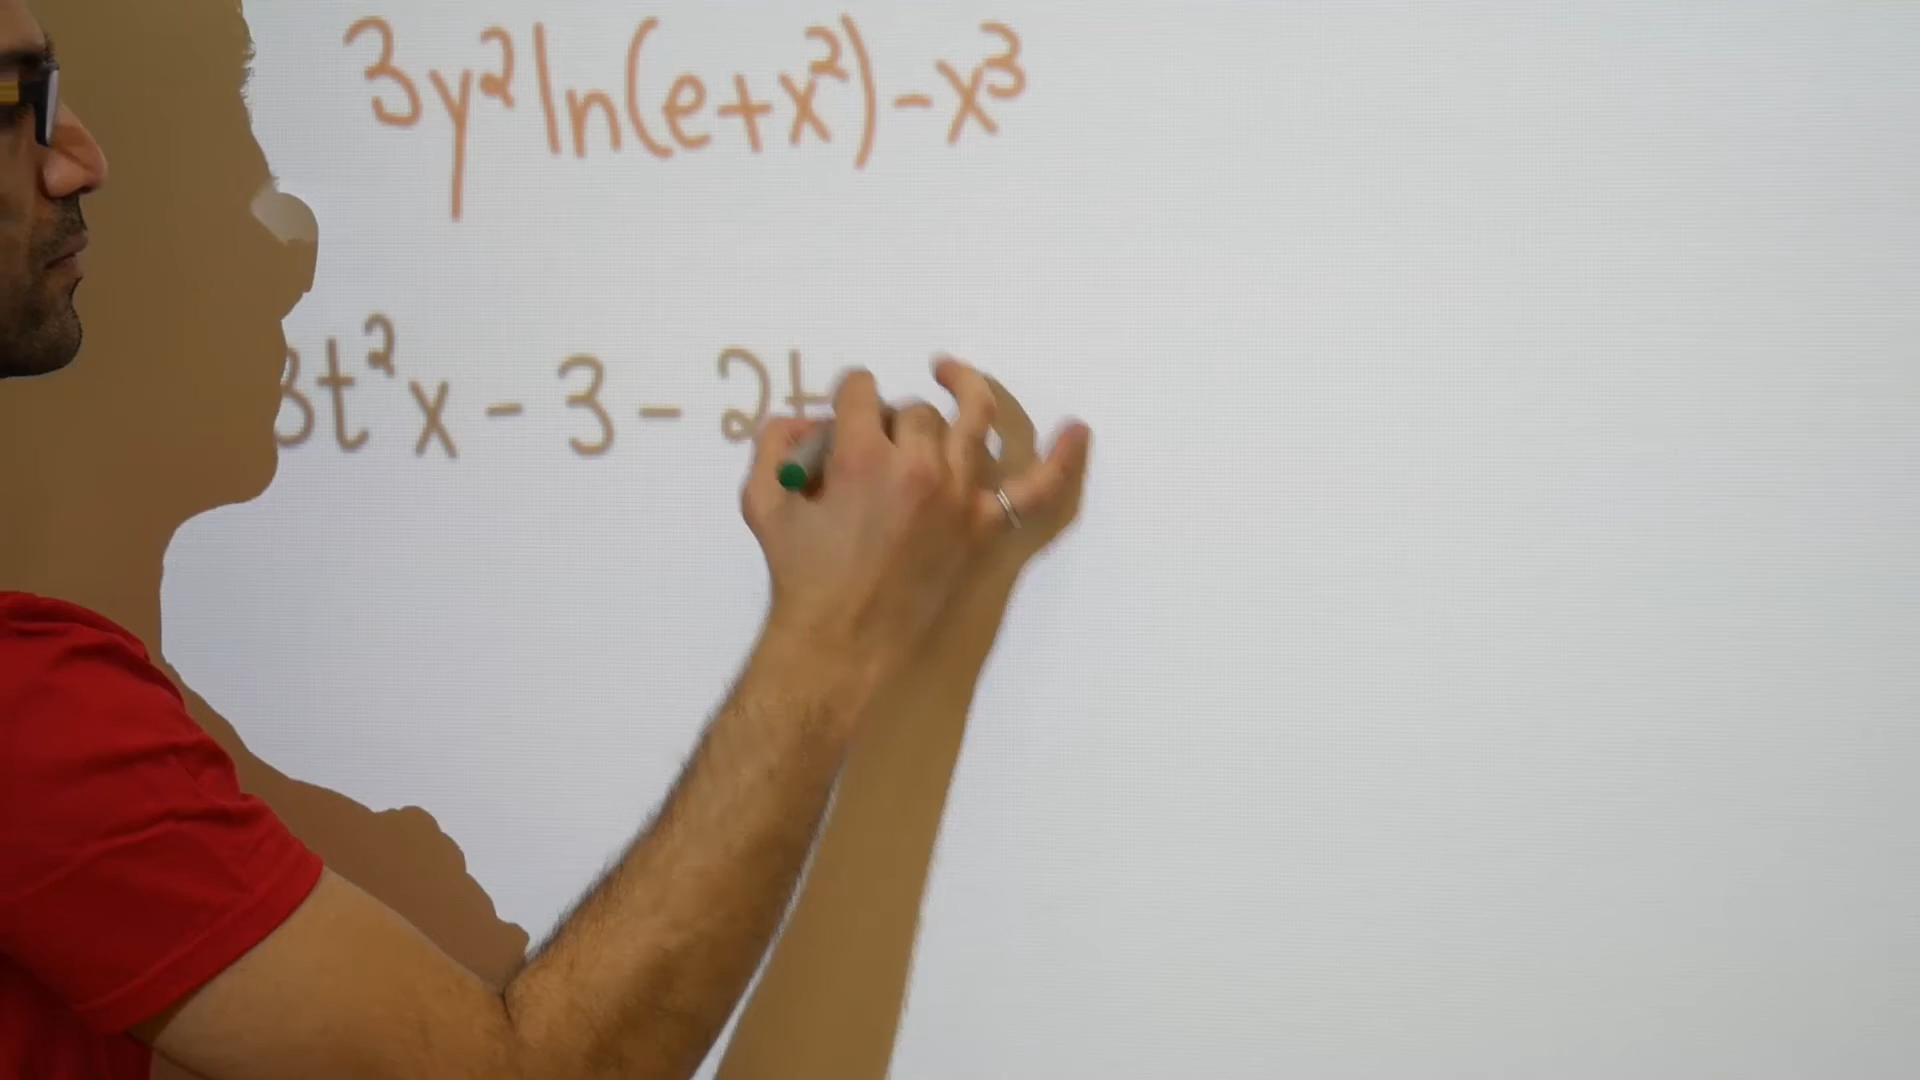 3y²ln(e+x²)-x³
3t²x - 3 - 2t